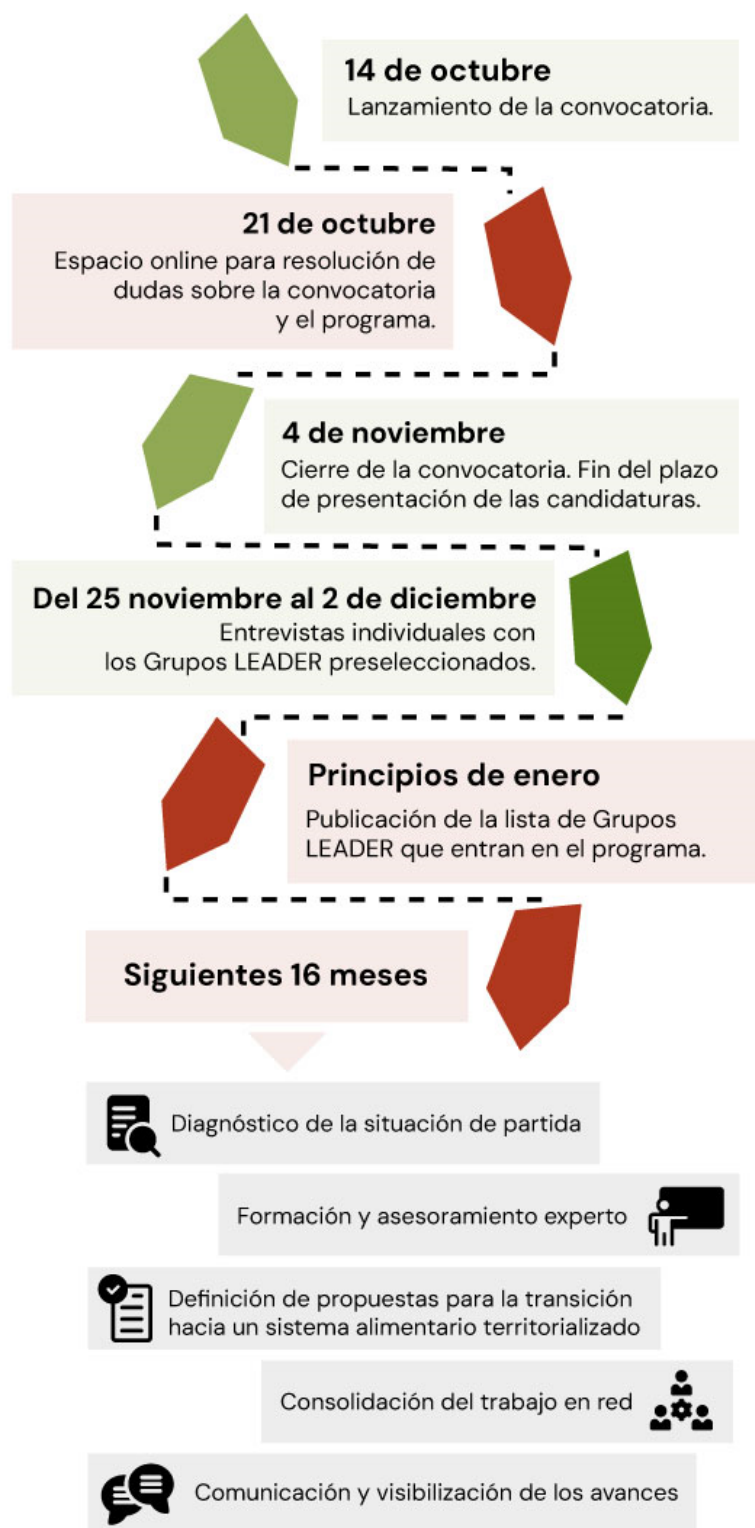 14 de octubre
Lanzamiento de la convocatoria.
21 de octubre
Espacio online para resolución de
dudas sobre la convocatoria
y el programa.
4 de noviembre
Cierre de la convocatoria. Fin del plazo
de presentación de las candidaturas.
Del 25 noviembre al 2 de diciembre
Entrevistas individuales con
los Grupos LEADER preseleccionados.
Principios de enero
Publicación de la lista de Grupos
LEADER que entran en el programa.
Siguientes 16 meses
Diagnóstico de la situación de partida
Formación y asesoramiento experto
Definición de propuestas para la transición
hacia un sistema alimentario territorializado
Consolidación del trabajo en red
Comunicación y visibilización de los avances